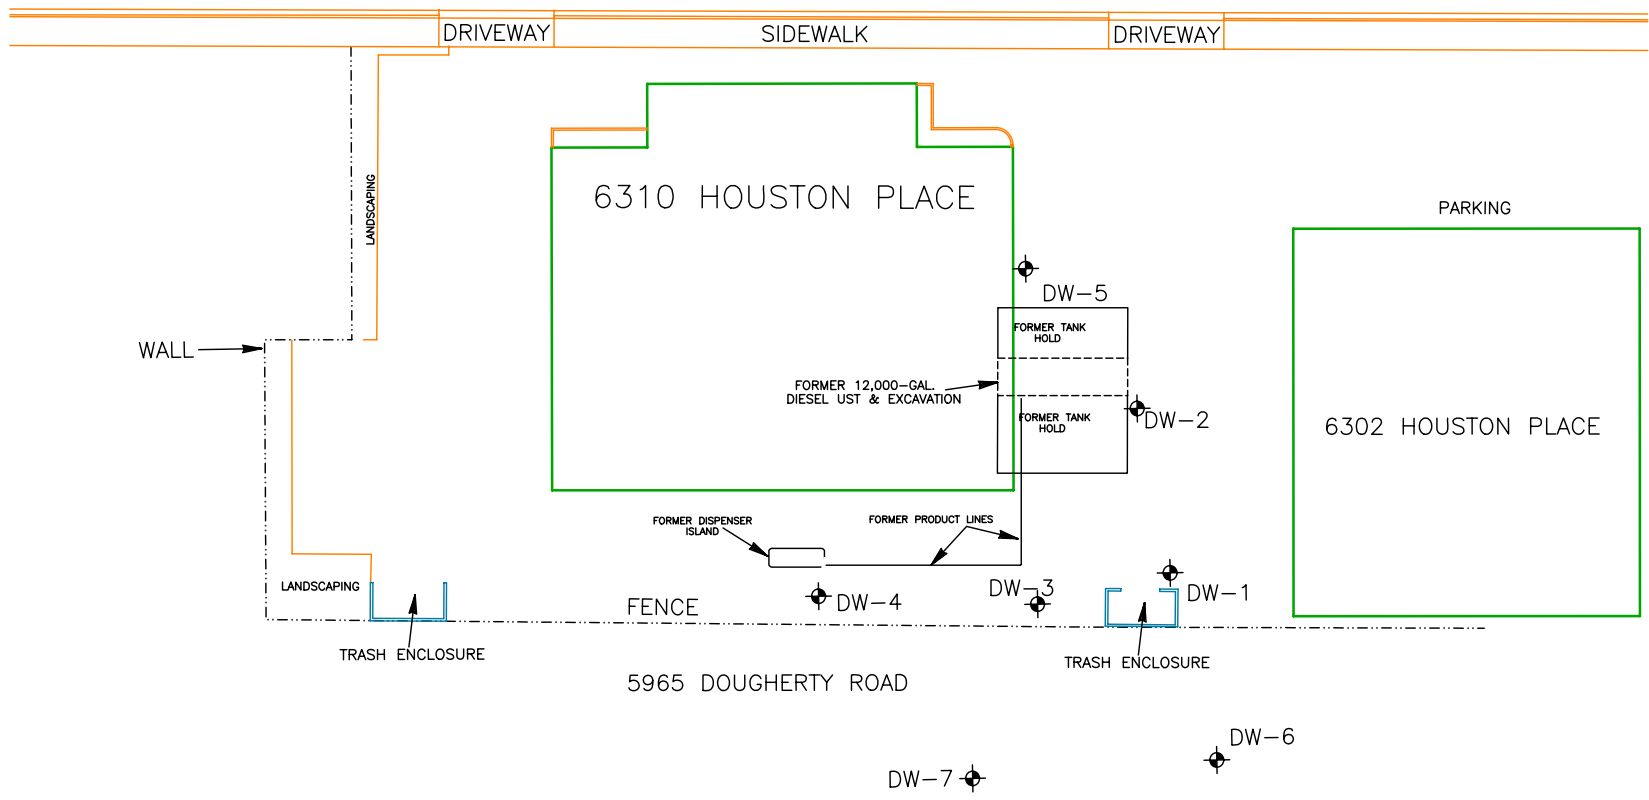 DRIVEWAY
SIDEWALK
DRIVEWAY
LANDSCAPING
6310 HOUSTON PLACE
PARKING
DW-5
FORMER TANK
HOLD
WALL
FORMER 12,000-GAL.
DIESEL UST & EXCAVATION
FORMER TANK
HOLD
DW-2
6302 HOUSTON PLACE
FORMER DISPENSER
ISLAND
FORMER PRODUCT LINES
LANDSCAPING
DW-3
DW-1
DW-4
FENCE
TRASH ENCLOSURE
TRASH ENCLOSURE
5965 DOUGHERTY ROAD
DW-6
DW-7